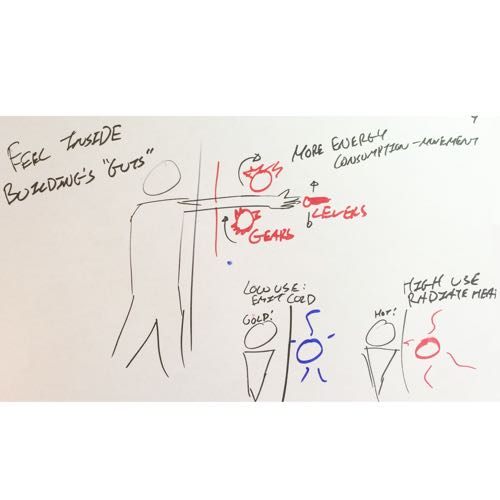 FEEL INSIDE
BUILDING'S "GUTS"
MORE ENERGY
CONSUMPTION - MOVEMENT
LEVERS
GEARS
LOW USE:
EMIT COLD
COLD!
HIGH USE
RADIATE HEA
HOT!